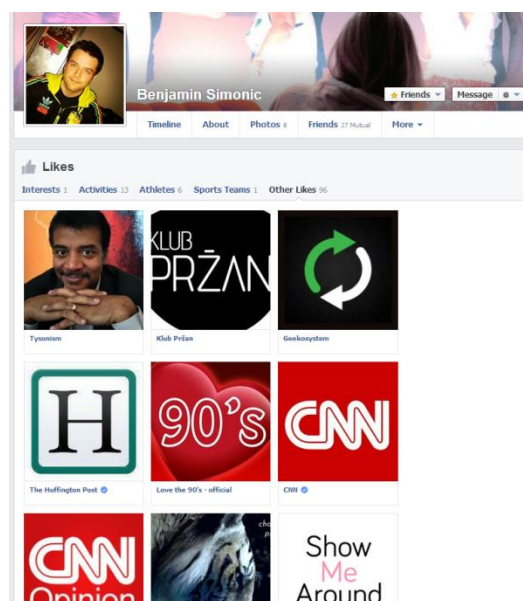 Benjamin Simonic
Friends
Message
Timeline About Photos 8 Friends 27 Mutual More
Likes
Interests 1 Activities 13 Athletes 6 Sports Teams 1 Other Likes 96
KLUB
PRŽAN
Tysonism
Klub Pržan
Geekosystem
H
90's
CNN
The Huffington Post
Love the 90's - official
CNN
CNN
Opinion
Show
Me
Around